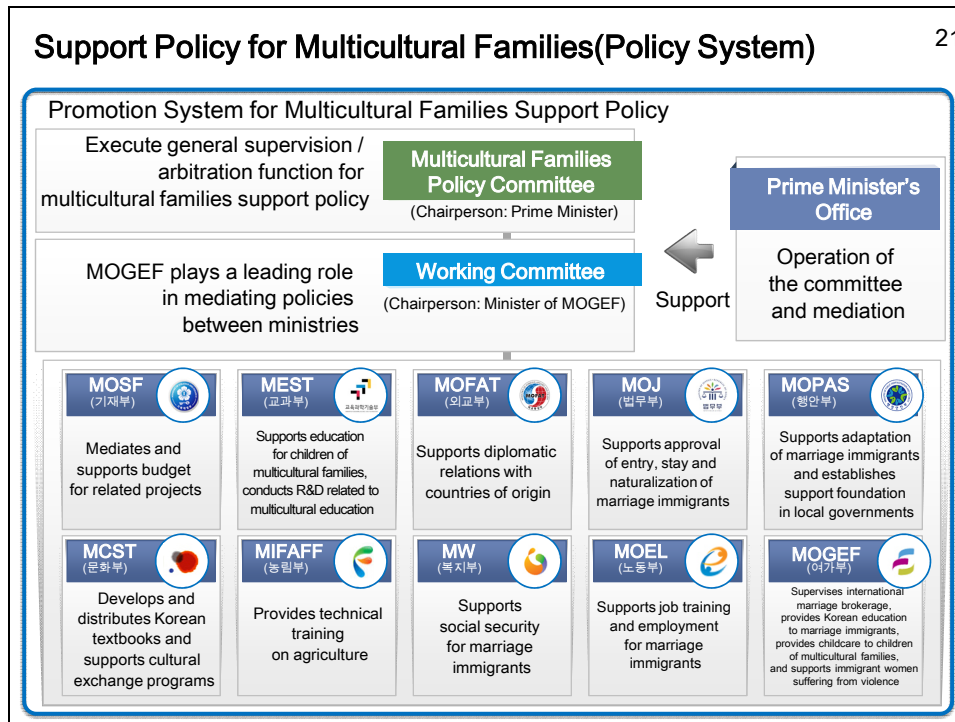 Support Policy for Multicultural Families(Policy System)
21
Promotion System for Multicultural Families Support Policy
Execute general supervision /
arbitration function for
multicultural families support policy
Multicultural Families
Policy Committee
(Chairperson: Prime Minister)
MOGEF plays a leading role
in mediating policies
between ministries
Working Committee
(Chairperson: Minister of MOGEF)
Support
Prime Minister's
Office
Operation of
the committee
and mediation
MOSF
(기재부)
Mediates and
supports budget
for related projects
MEST
(교과부)
교육과학기술부
Supports education
for children of
multicultural families,
conducts R&D related to
multicultural education
MOFAT
(외교부)
MOFAT
Supports diplomatic
relations with
countries of origin
MOJ
(법무부)
법무부
Supports approval
of entry, stay and
naturalization of
marriage immigrants
MOPAS
(행안부)
Supports adaptation
of marriage immigrants
and establishes
support foundation
in local governments
MCST
(문화부)
Develops and
distributes Korean
textbooks and
supports cultural
exchange programs
MIFAFF
(농림부)
Provides technical
training
on agriculture
MW
(복지부)
Supports
social security
for marriage
immigrants
MOEL
(노동부)
Supports job training
and employment
for marriage
immigrants
MOGEF
(여가부)
Supervises international
marriage brokerage,
provides Korean education
to marriage immigrants,
provides childcare to children
of multicultural families,
and supports immigrant women
suffering from violence